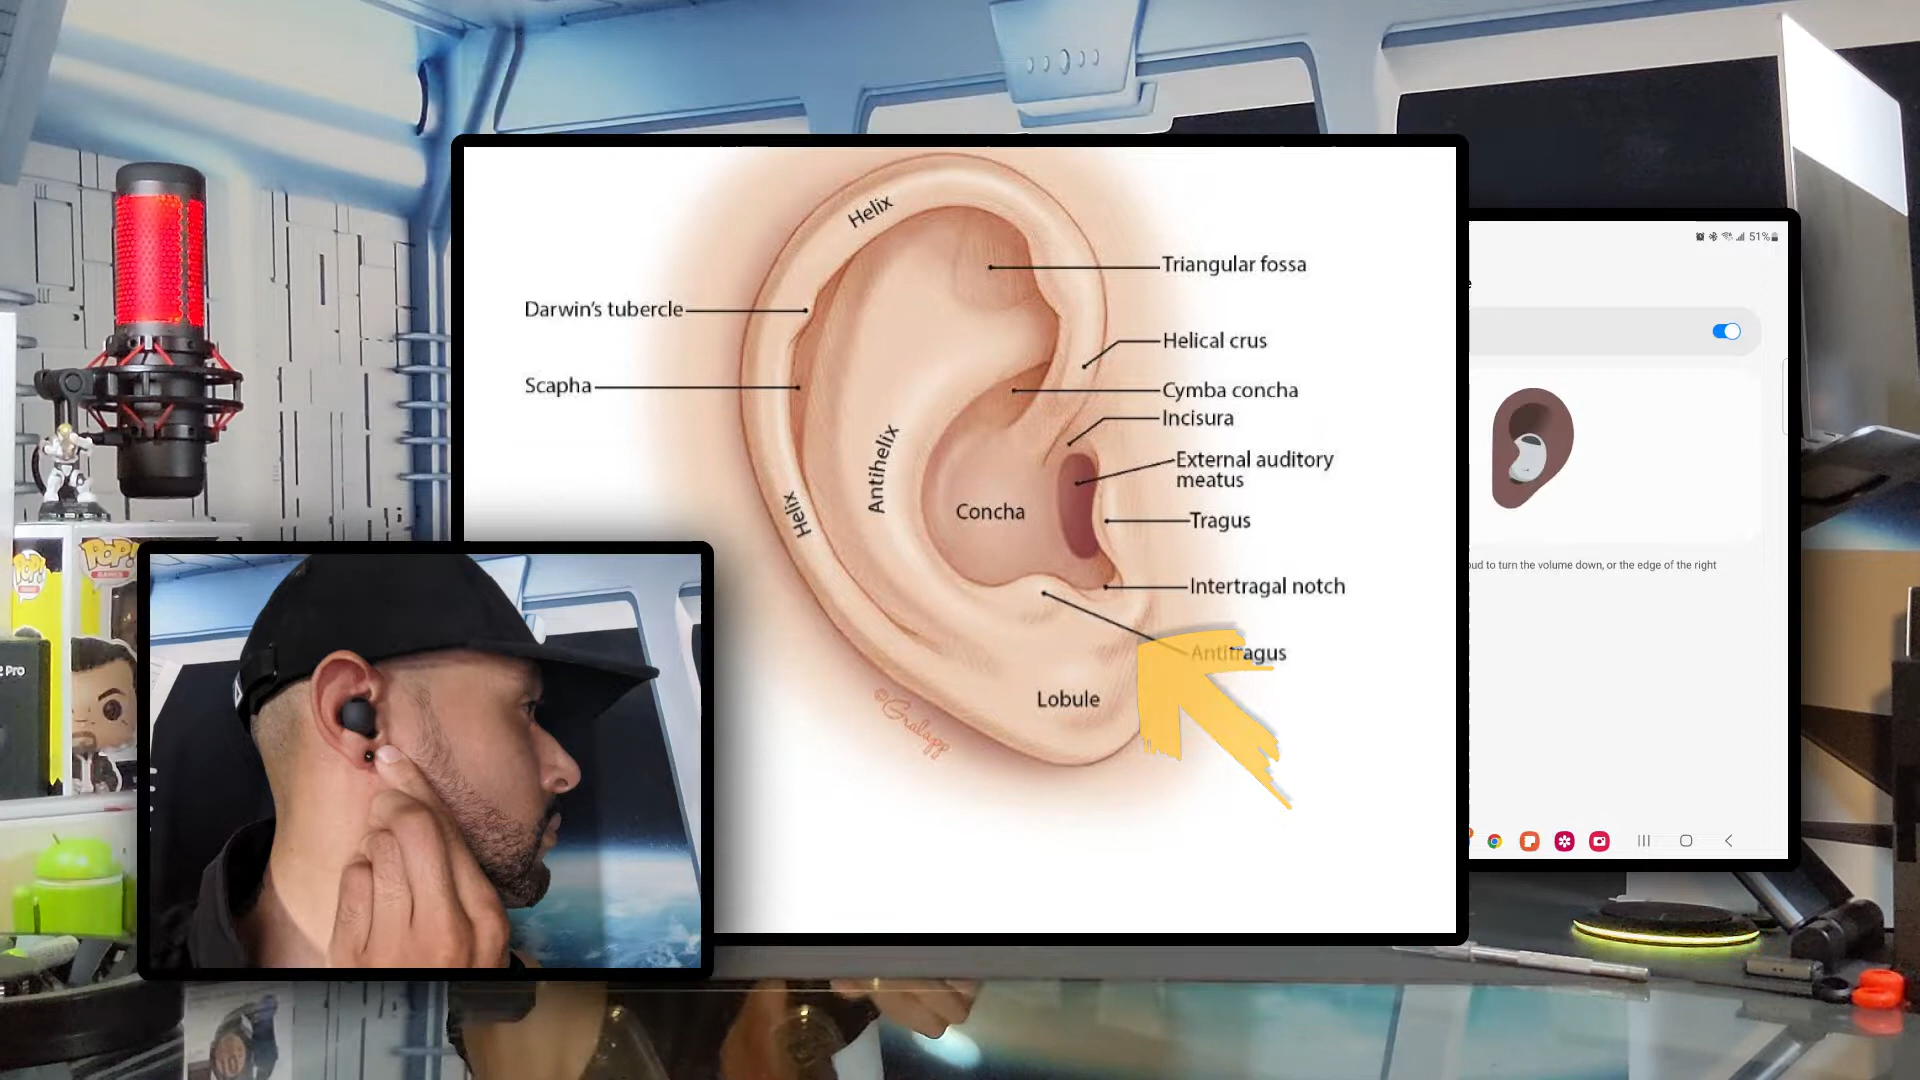 Helix
Triangular fossa
Darwin's tubercle
Helical crus
Scapha
Cymba concha
Incisura
Antihelix
External auditory
meatus
Helix
Concha
Tragus
Intertragal notch
Antitragus
Lobule
©Gralapp
51%
e
ud to turn the volume down, or the edge of the right
POP!
POP!
GAMES
Pro